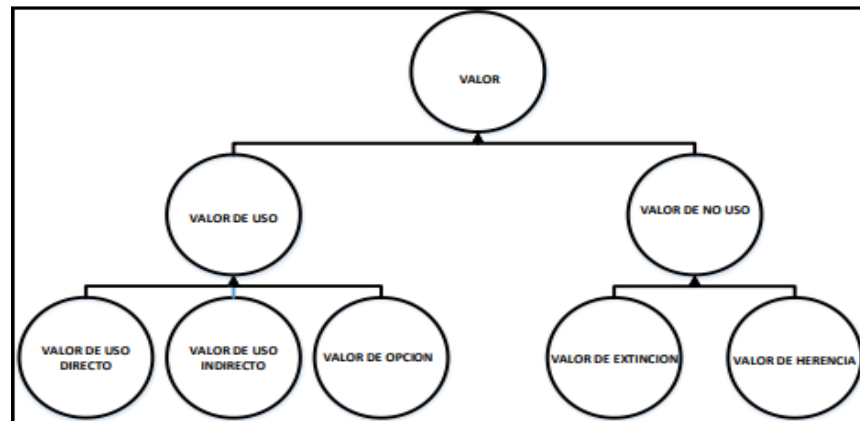 VALOR
VALOR DE USO
VALOR DE NO USO
VALOR DE USO
DIRECTO
VALOR DE USO
INDIRECTO
VALOR DE OPCION
VALOR DE EXTINCION
VALOR DE HERENCIA